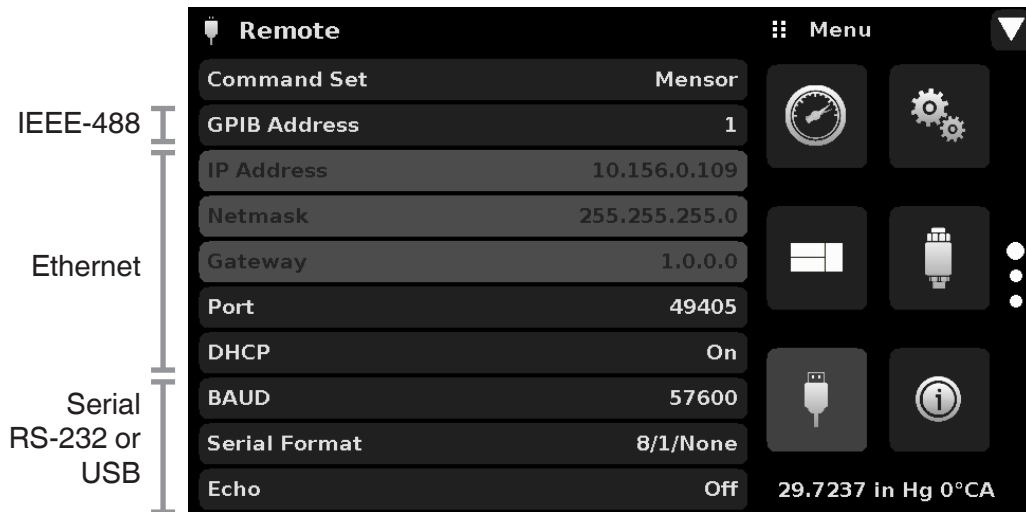 Remote
Menu
Command Set Mensor
IEEE-488
GPIB Address 1
IP Address 10.156.0.109
Netmask 255.255.255.0
Ethernet
Gateway 1.0.0.0
Port 49405
DHCP On
Serial
RS-232 or
USB
BAUD 57600
Serial Format 8/1/None
Echo Off
29.7237 in Hg 0°CA